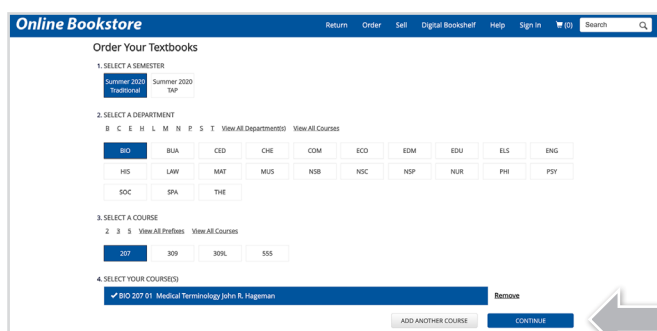 Online Bookstore Return Order Sell Digital Bookshelf Help Sign In (0) Search
Order Your Textbooks
1. SELECT A SEMESTER
Summer 2020 Traditional
Summer 2020 TAP
2. SELECT A DEPARTMENT
B C E H L M N P S T View All Department(s) View All Courses
BIO BUA CED CHE COM ECO EDM EDU ELS ENG
HIS LAW MAT MUS NSB NSC NSP NUR PHI PSY
SOC SPA THE
3. SELECT A COURSE
2 3 5 View All Prefixes View All Courses
207 309 309L 555
4. SELECT YOUR COURSE(S)
✔ BIO 207 01 Medical Terminology John R. Hageman Remove
ADD ANOTHER COURSE CONTINUE